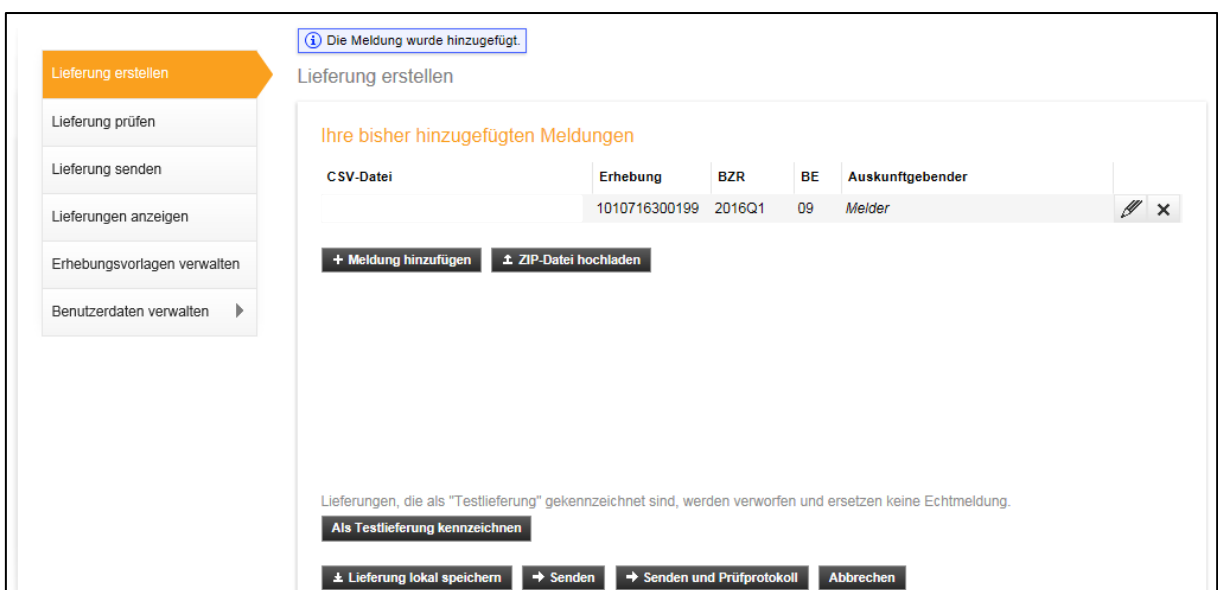 Die Meldung wurde hinzugefügt.
Lieferung erstellen
Lieferung prüfen
Lieferung senden
Lieferungen anzeigen
Erhebungsvorlagen verwalten
Benutzerdaten verwalten
Lieferung erstellen
Ihre bisher hinzugefügten Meldungen
CSV-Datei Erhebung BZR BE Auskunftgebender
1010716300199 2016Q1 09 Melder
+ Meldung hinzufügen ZIP-Datei hochladen
Lieferungen, die als "Testlieferung" gekennzeichnet sind, werden verworfen und ersetzen keine Echtmeldung.
Als Testlieferung kennzeichnen
Lieferung lokal speichern Senden Senden und Prüfprotokoll Abbrechen